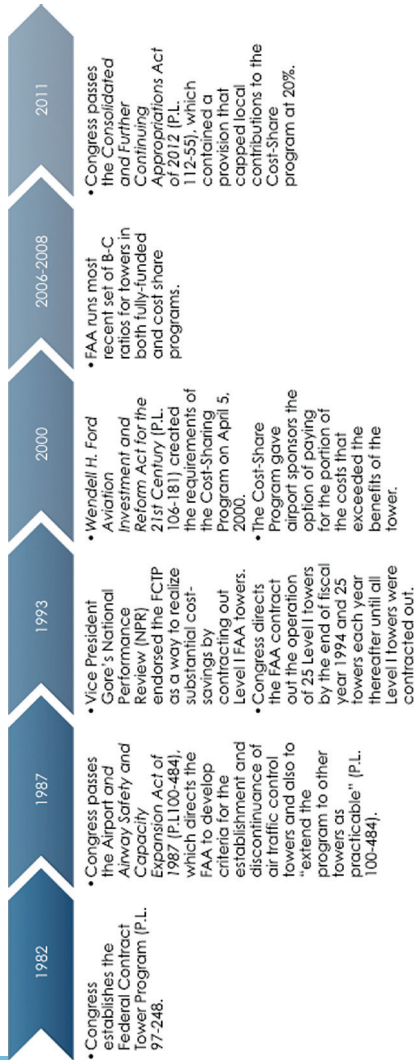 1982
• Congress
establishes the
Federal Contract
Tower Program (P.L.
97-248.
1987
• Congress passes
the Airport and
Airway Safety and
Capacity
Expansion Act of
1987 (P.L100-484),
which directs the
FAA to develop
criteria for the
establishment and
discontinuance of
air traffic control
towers and also to
"extend the
program to other
towers as
practicable" (P.L.
100-484).
1993
• Vice President
Gore's National
Performance
Review (NPR)
endorsed the FCTP
as a way to realize
substantial cost-
savings by
contracting out
Level I FAA towers.
• Congress directs
the FAA contract
out the operation
of 25 Level I towers
by the end of fiscal
year 1994 and 25
towers each year
thereafter until all
Level I towers were
contracted out.
2000
• Wendell H. Ford
Aviation
Investment and
Reform Act for the
21st Century (P.L.
106-181) created
the requirements of
the Cost-Sharing
Program on April 5,
2000.
• The Cost-Share
Program gave
airport sponsors the
option of paying
for the portion of
the costs that
exceeded the
benefits of the
tower.
2006-2008
• FAA runs most
recent set of B-C
ratios for towers in
both fully-funded
and cost share
programs.
2011
• Congress passes
the Consolidated
and Further
Continuing
Appropriations Act
of 2012 (P.L.
112-55), which
contained a
provision that
capped local
contributions to the
Cost-Share
program at 20%.